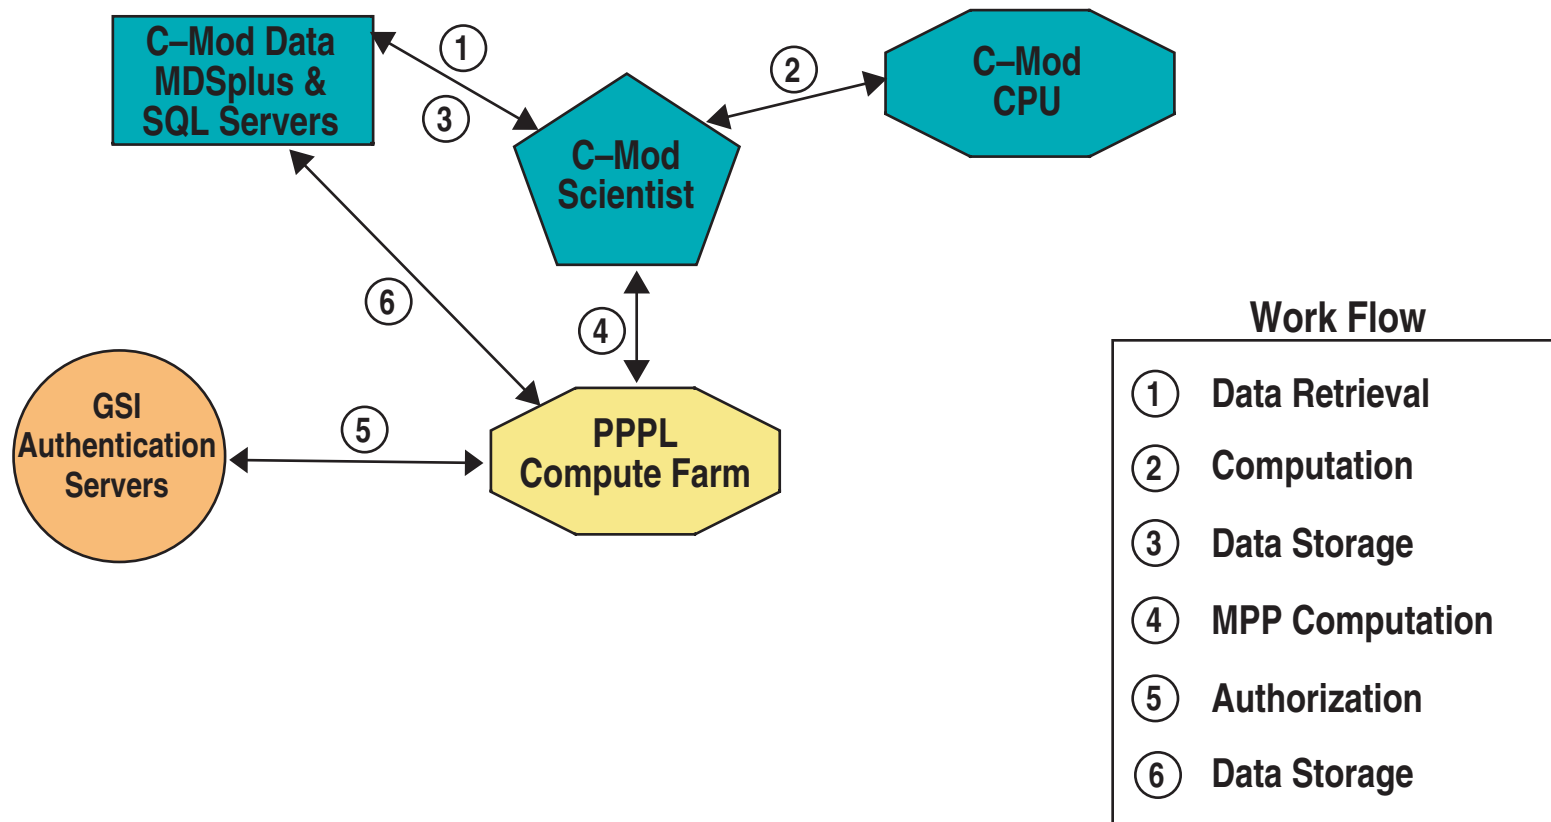 C–Mod Data
MDSplus &
SQL Servers
1
3
2
C–Mod
CPU
C–Mod
Scientist
6
4
GSI
Authentication
Servers
5
PPPL
Compute Farm
Work Flow
1 Data Retrieval
2 Computation
3 Data Storage
4 MPP Computation
5 Authorization
6 Data Storage